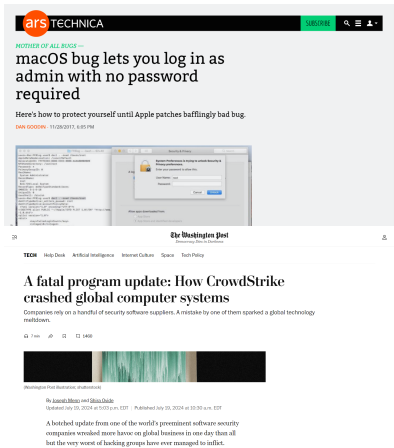 ars TECHNICA
SUBSCRIBE
MOTHER OF ALL BUGS —
macOS bug lets you log in as
admin with no password
required
Here's how to protect yourself until Apple patches bafflingly bad bug.
DAN GOODIN - 11/28/2017, 4:05 PM
The Washington Post
Democracy Dies in Darkness
TECH Help Desk Artificial Intelligence Internet Culture Space Tech Policy
A fatal program update: How CrowdStrike
crashed global computer systems
Companies rely on a handful of security software suppliers. A mistake by one of them sparked a global technology
meltdown.
7 min
1,460
(Washington Post illustration; Shutterstock)
By Joseph Menn and Shira Ovide
Updated July 19, 2024 at 5:03 p.m. EDT | Published July 19, 2024 at 10:30 a.m. EDT
A botched update from one of the world's preeminent software security
companies wreaked more havoc on global systems in one day than all
but the very worst of hacking groups have ever managed to inflict.